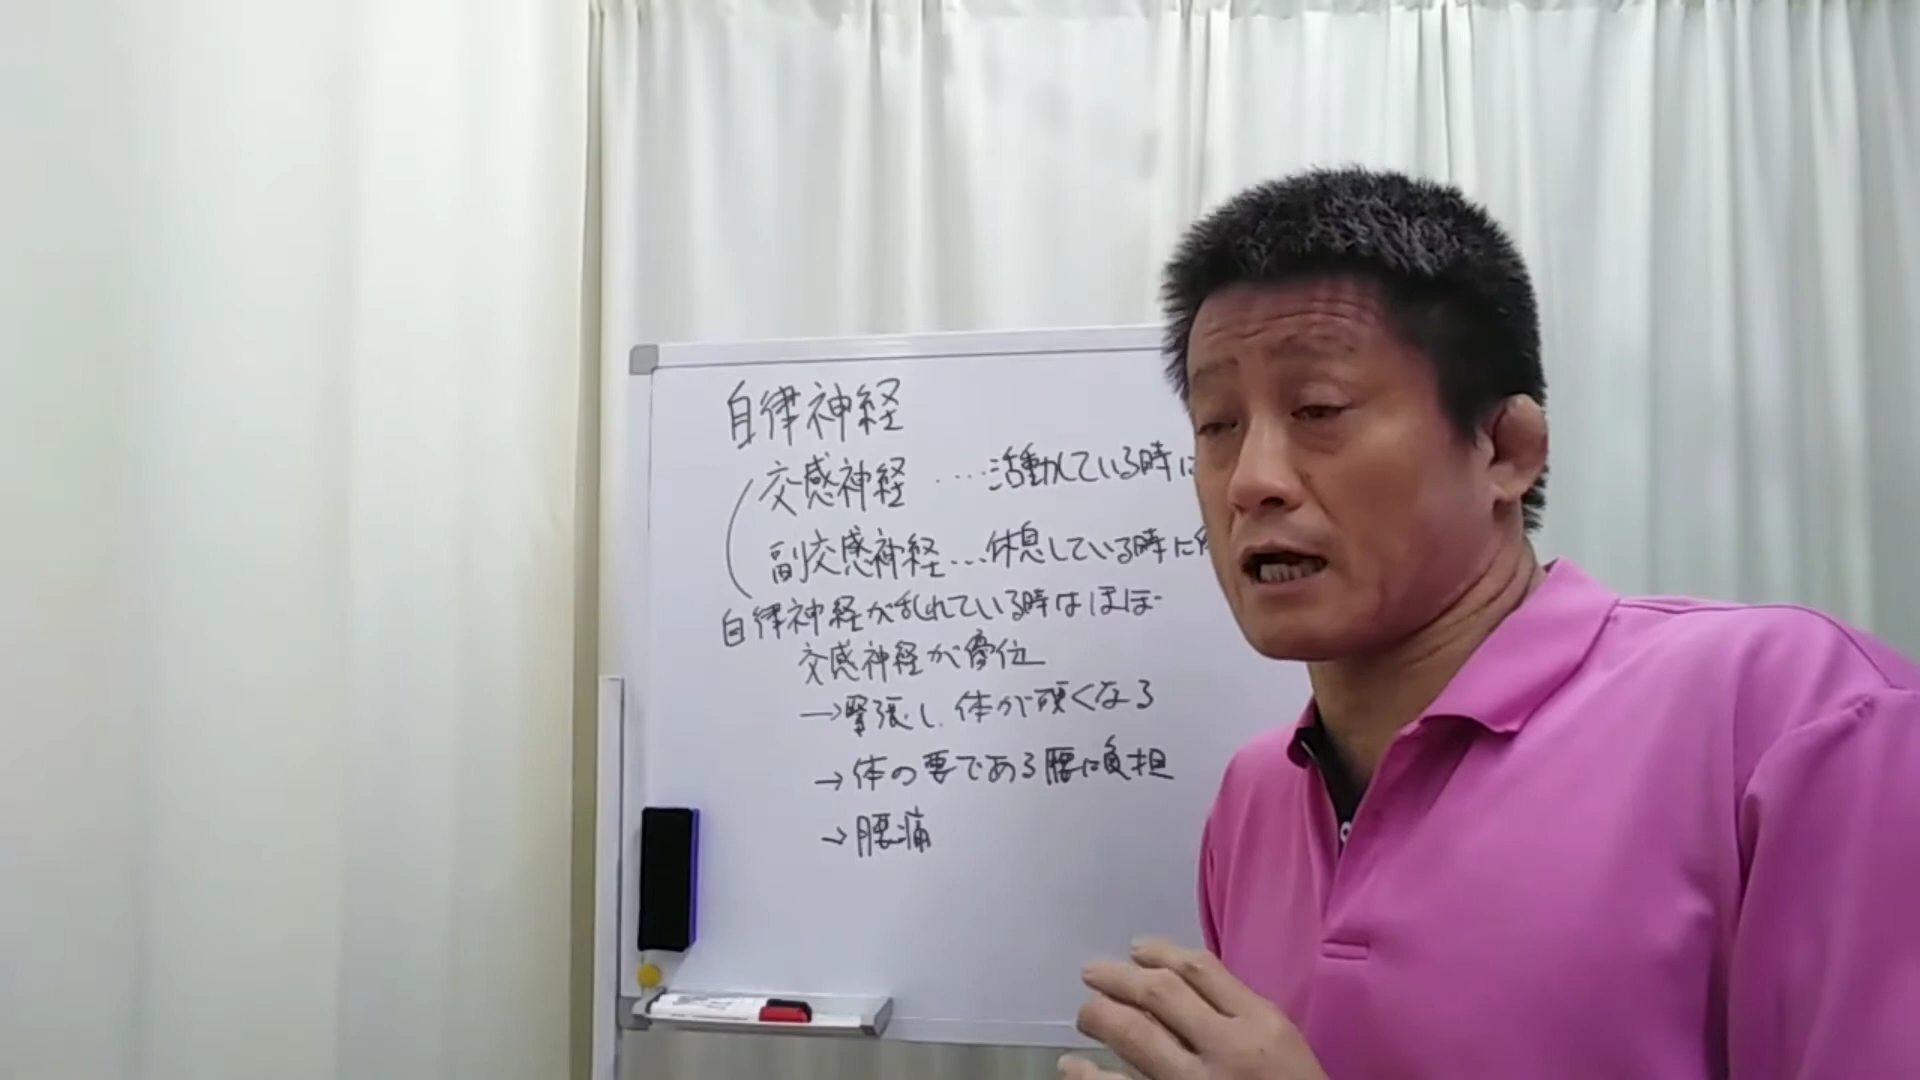 自律神経
交感神経 ‥‥活動している時に
副交感神経…休息している時に
自律神経が乱れている時はほぼ
交感神経が優位
→緊張し、体が硬くなる
→体の要である腰に負担
→腰痛